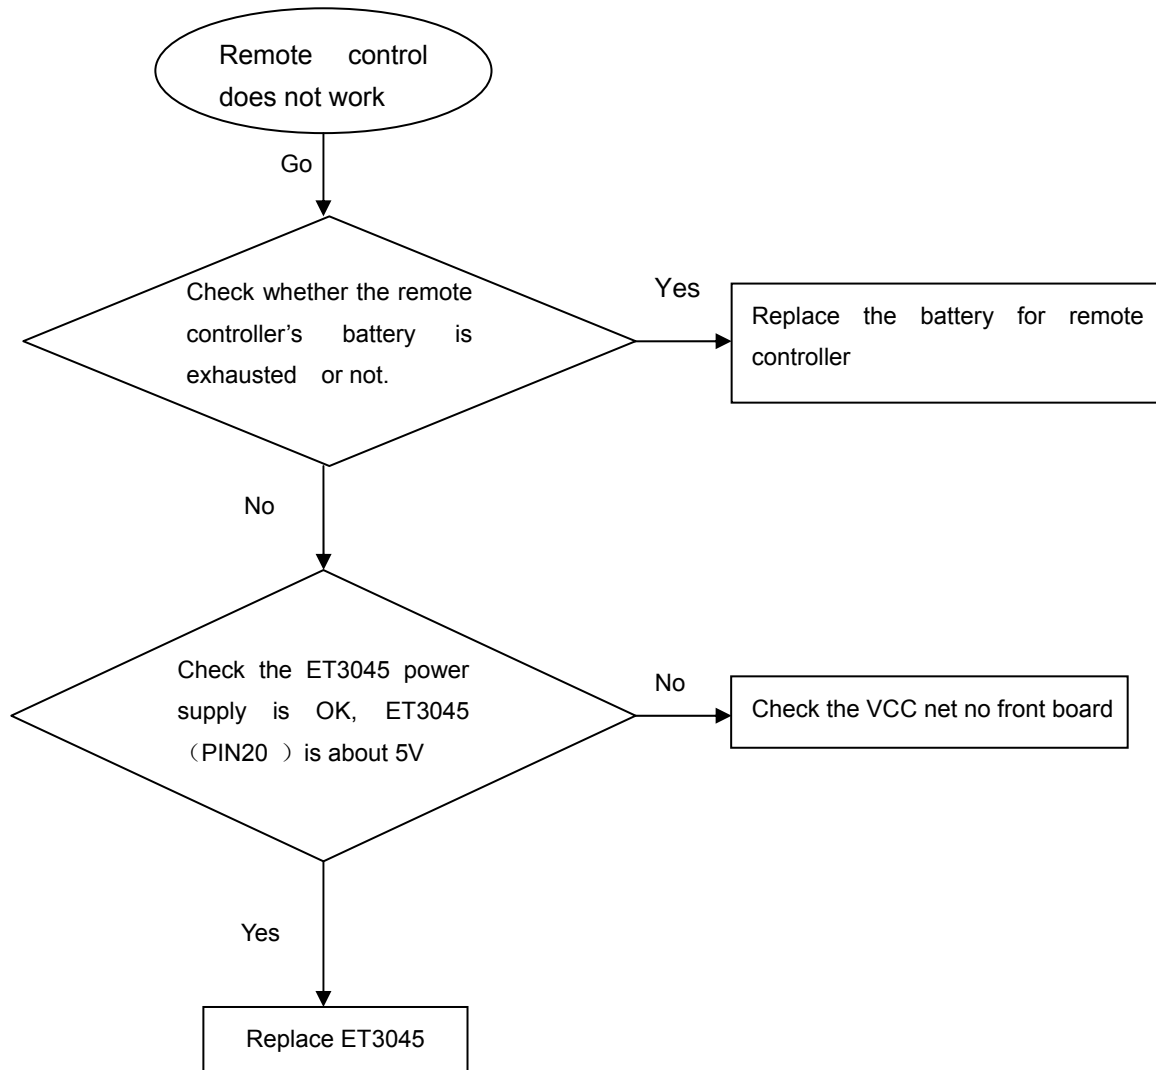 Remote control
does not work
Go
Check whether the remote
controller’s battery is
exhausted or not.
Yes
Replace the battery for remote
controller
No
Check the ET3045 power
supply is OK, ET3045
（PIN20 ）is about 5V
No
Check the VCC net no front board
Yes
Replace ET3045